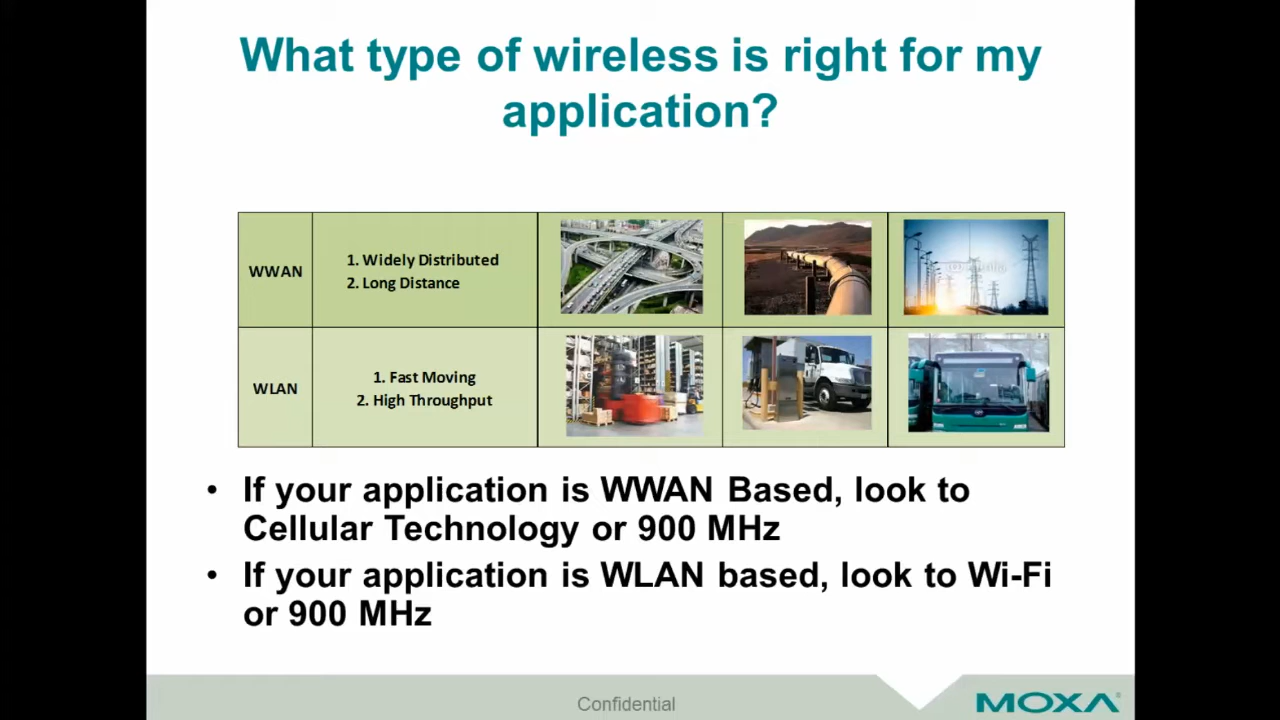 What type of wireless is right for my
application?
WWAN
1. Widely Distributed
2. Long Distance
WLAN
1. Fast Moving
2. High Throughput
• If your application is WWAN Based, look to
Cellular Technology or 900 MHz
• If your application is WLAN based, look to Wi-Fi
or 900 MHz
Confidential
MOXA®